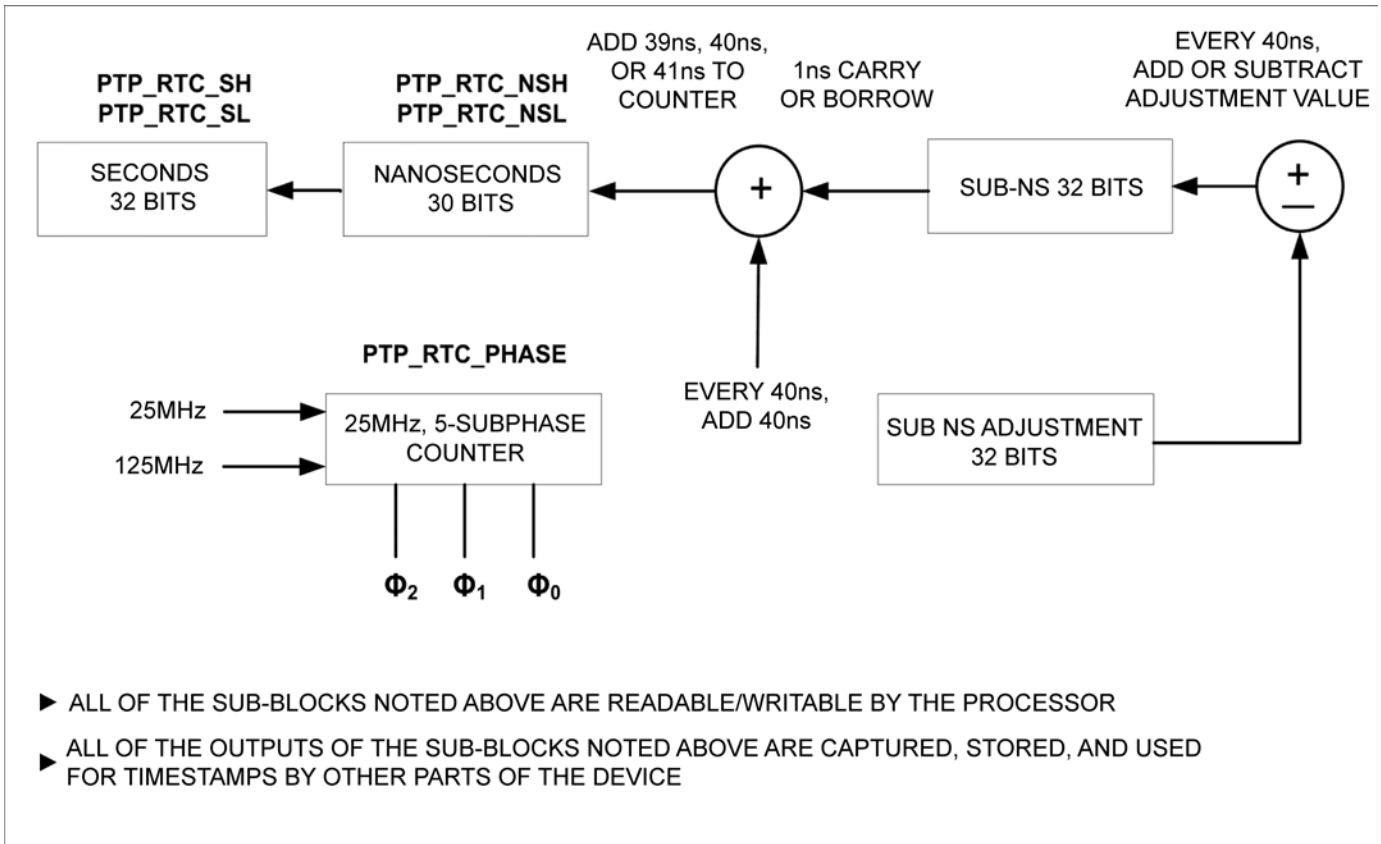 PTP_RTC_SH
PTP_RTC_SL
SECONDS
32 BITS
PTP_RTC_NSH
PTP_RTC_NSL
NANOSECONDS
30 BITS
ADD 39ns, 40ns,
OR 41ns TO
COUNTER
+
1ns CARRY
OR BORROW
SUB-NS 32 BITS
EVERY 40ns,
ADD OR SUBTRACT
ADJUSTMENT VALUE
+
—
EVERY 40ns,
ADD 40ns
SUB NS ADJUSTMENT
32 BITS
PTP_RTC_PHASE
25MHz
125MHz
25MHz, 5-SUBPHASE
COUNTER
Φ₂ Φ₁ Φ₀
► ALL OF THE SUB-BLOCKS NOTED ABOVE ARE READABLE/WRITABLE BY THE PROCESSOR
► ALL OF THE OUTPUTS OF THE SUB-BLOCKS NOTED ABOVE ARE CAPTURED, STORED, AND USED
FOR TIMESTAMPS BY OTHER PARTS OF THE DEVICE